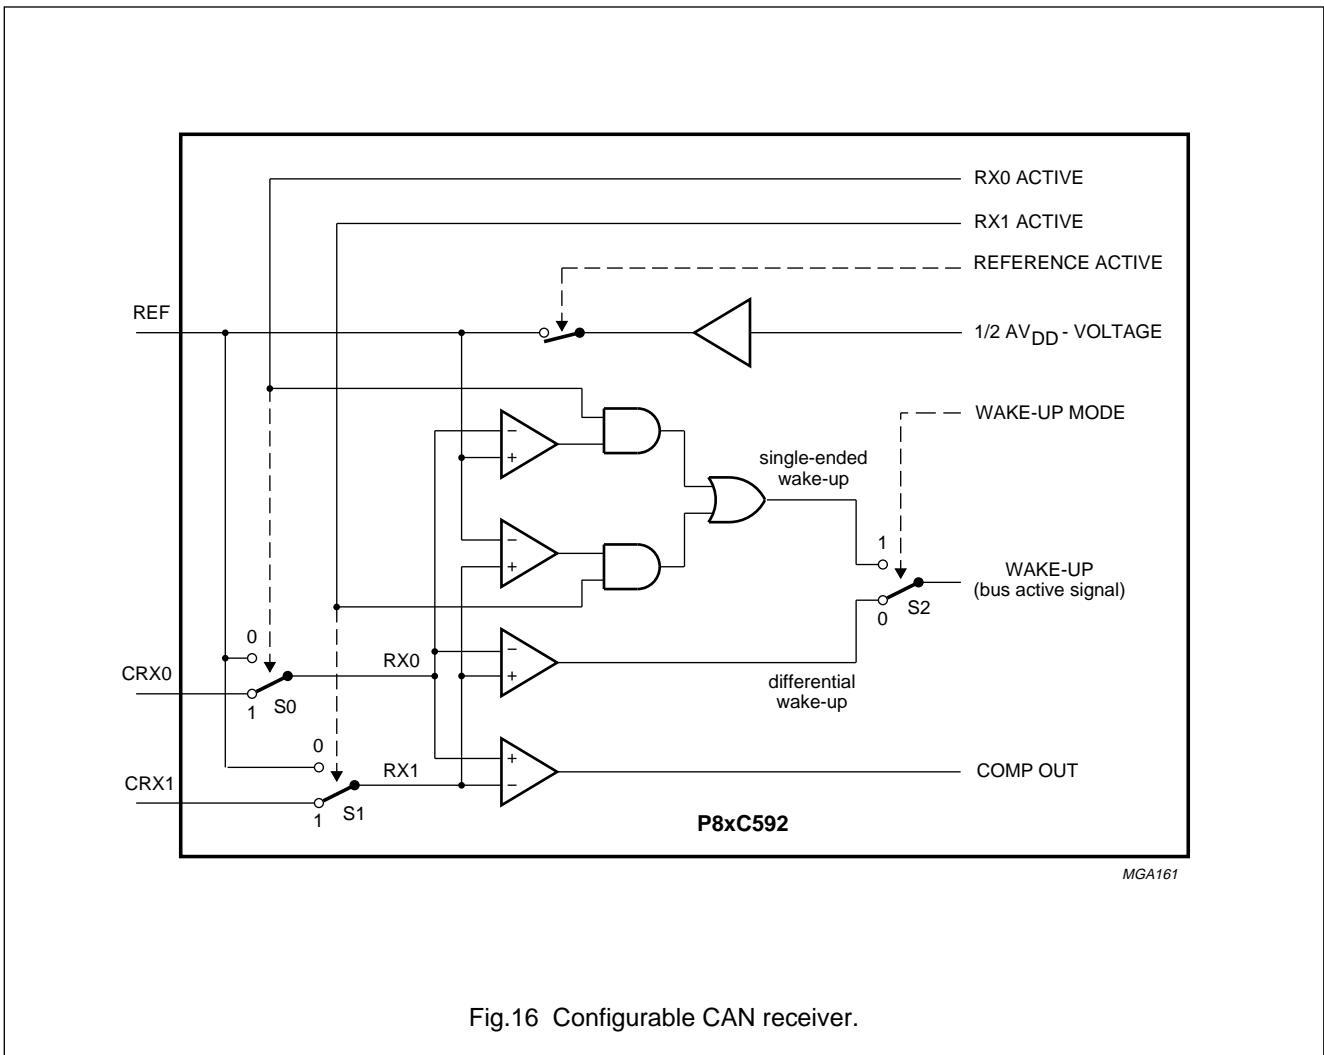 RX0 ACTIVE
RX1 ACTIVE
REFERENCE ACTIVE
REF
1/2 AVDD - VOLTAGE
WAKE-UP MODE
−
+
single-ended
wake-up
−
+
1
WAKE-UP
(bus active signal)
S2
0
0
RX0
−
+
CRX0
differential
wake-up
S0
1
0
RX1
+
−
COMP OUT
CRX1
S1
1
P8xC592
MGA161
Fig.16 Configurable CAN receiver.